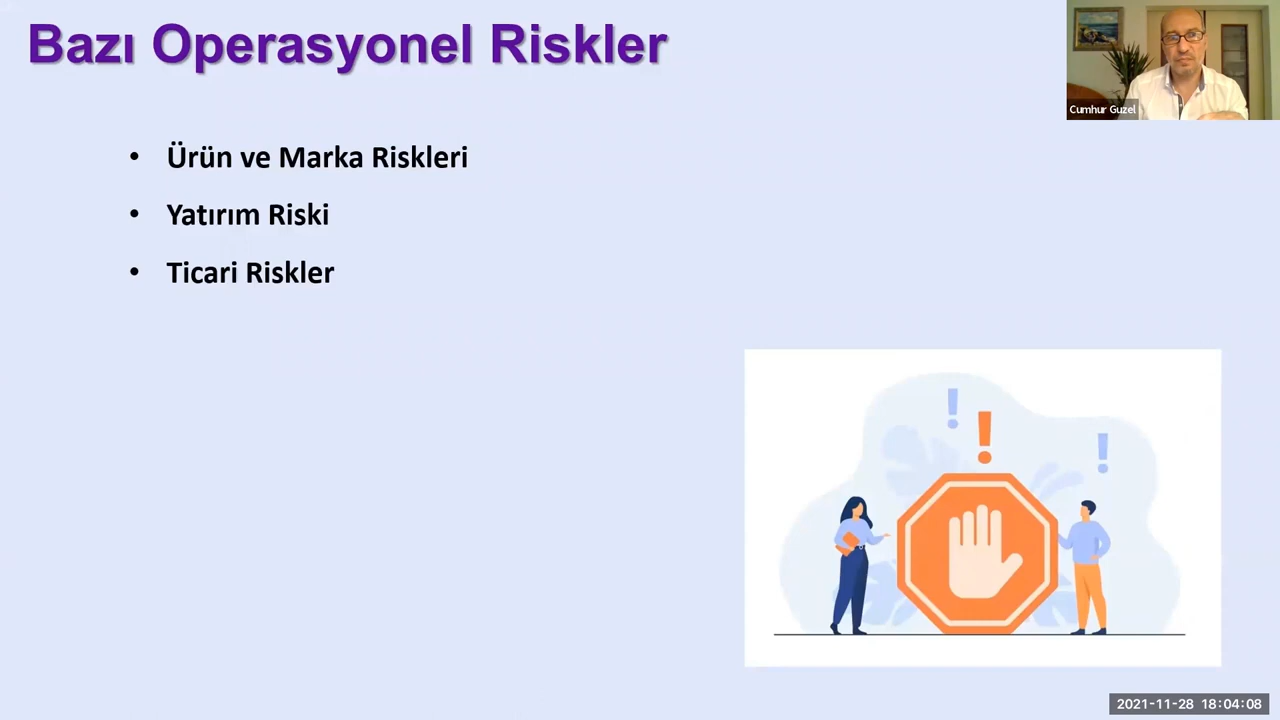 Bazı Operasyonel Riskler
Cumhur Guzel
• Ürün ve Marka Riskleri
• Yatırım Riski
• Ticari Riskler
2021-11-28 18:04:08